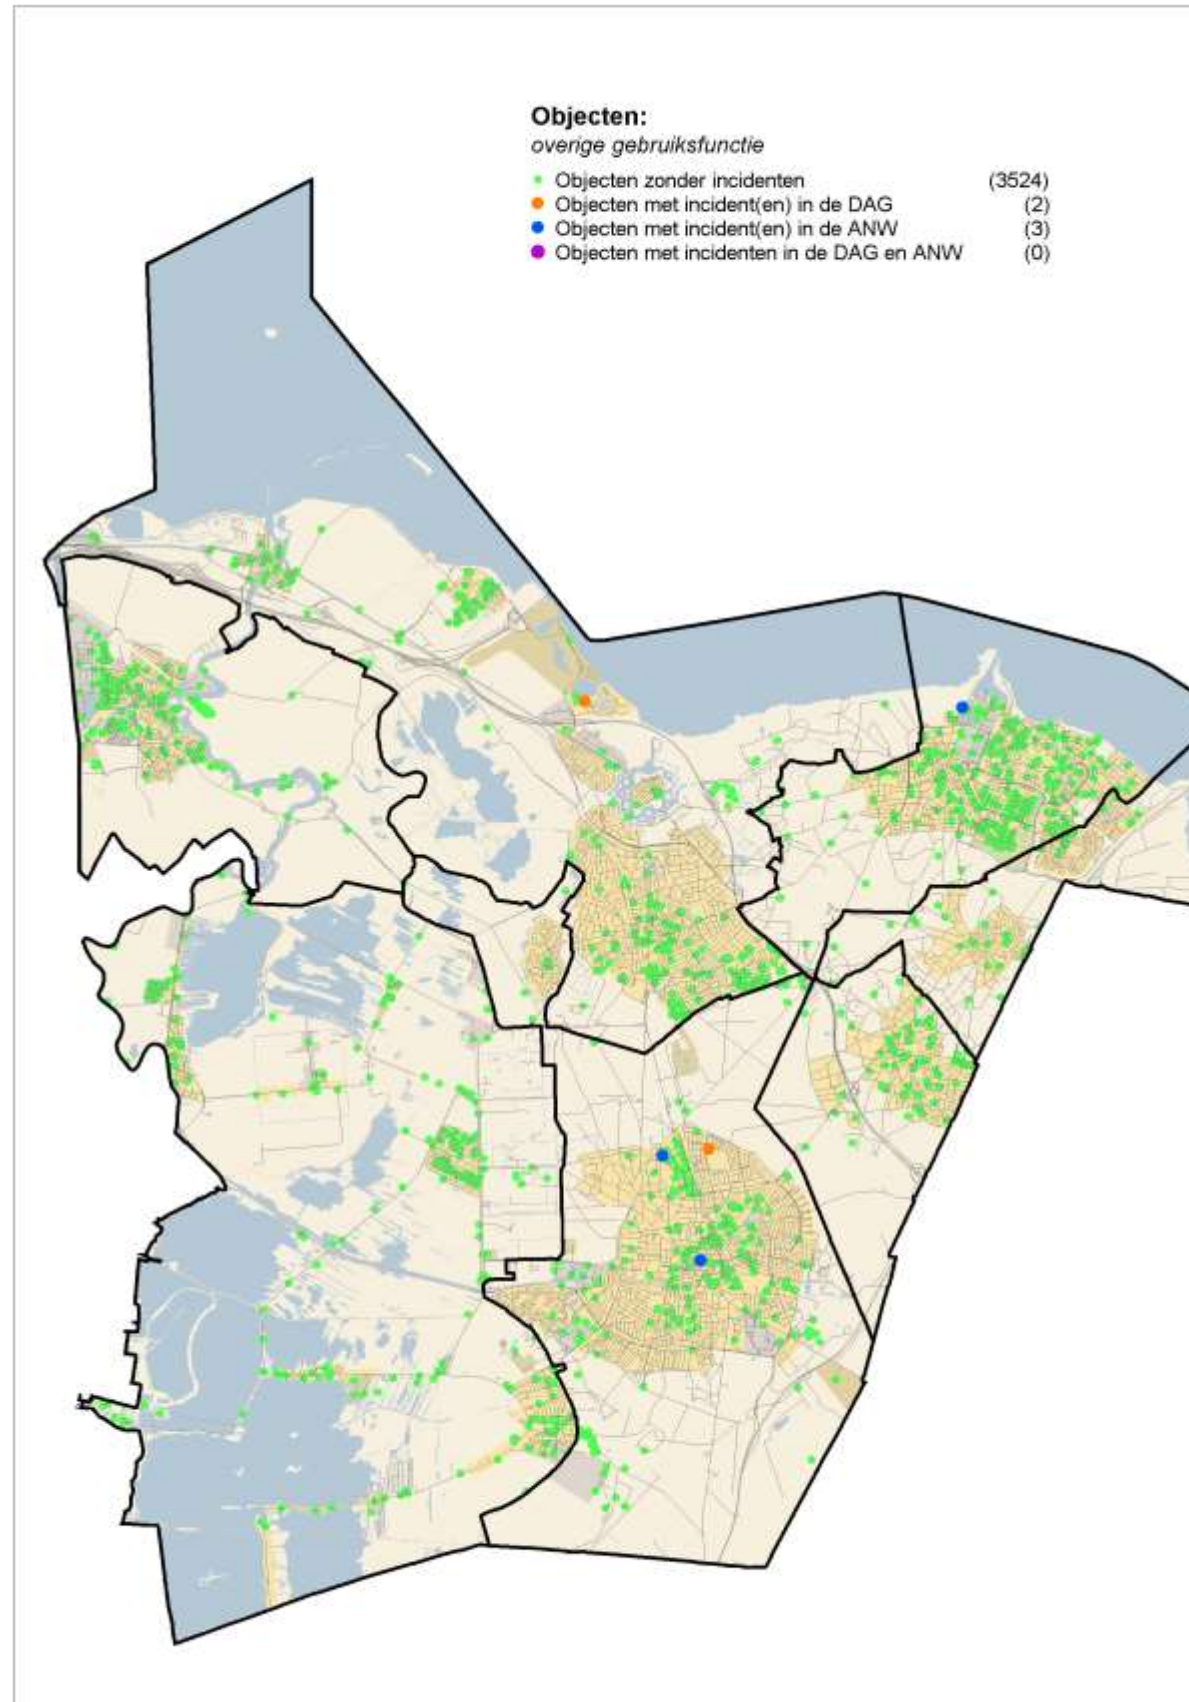 Objecten:
overige gebruiksfunctie
Objecten zonder incidenten (3524)
Objecten met incident(en) in de DAG (2)
Objecten met incident(en) in de ANW (3)
Objecten met incidenten in de DAG en ANW (0)